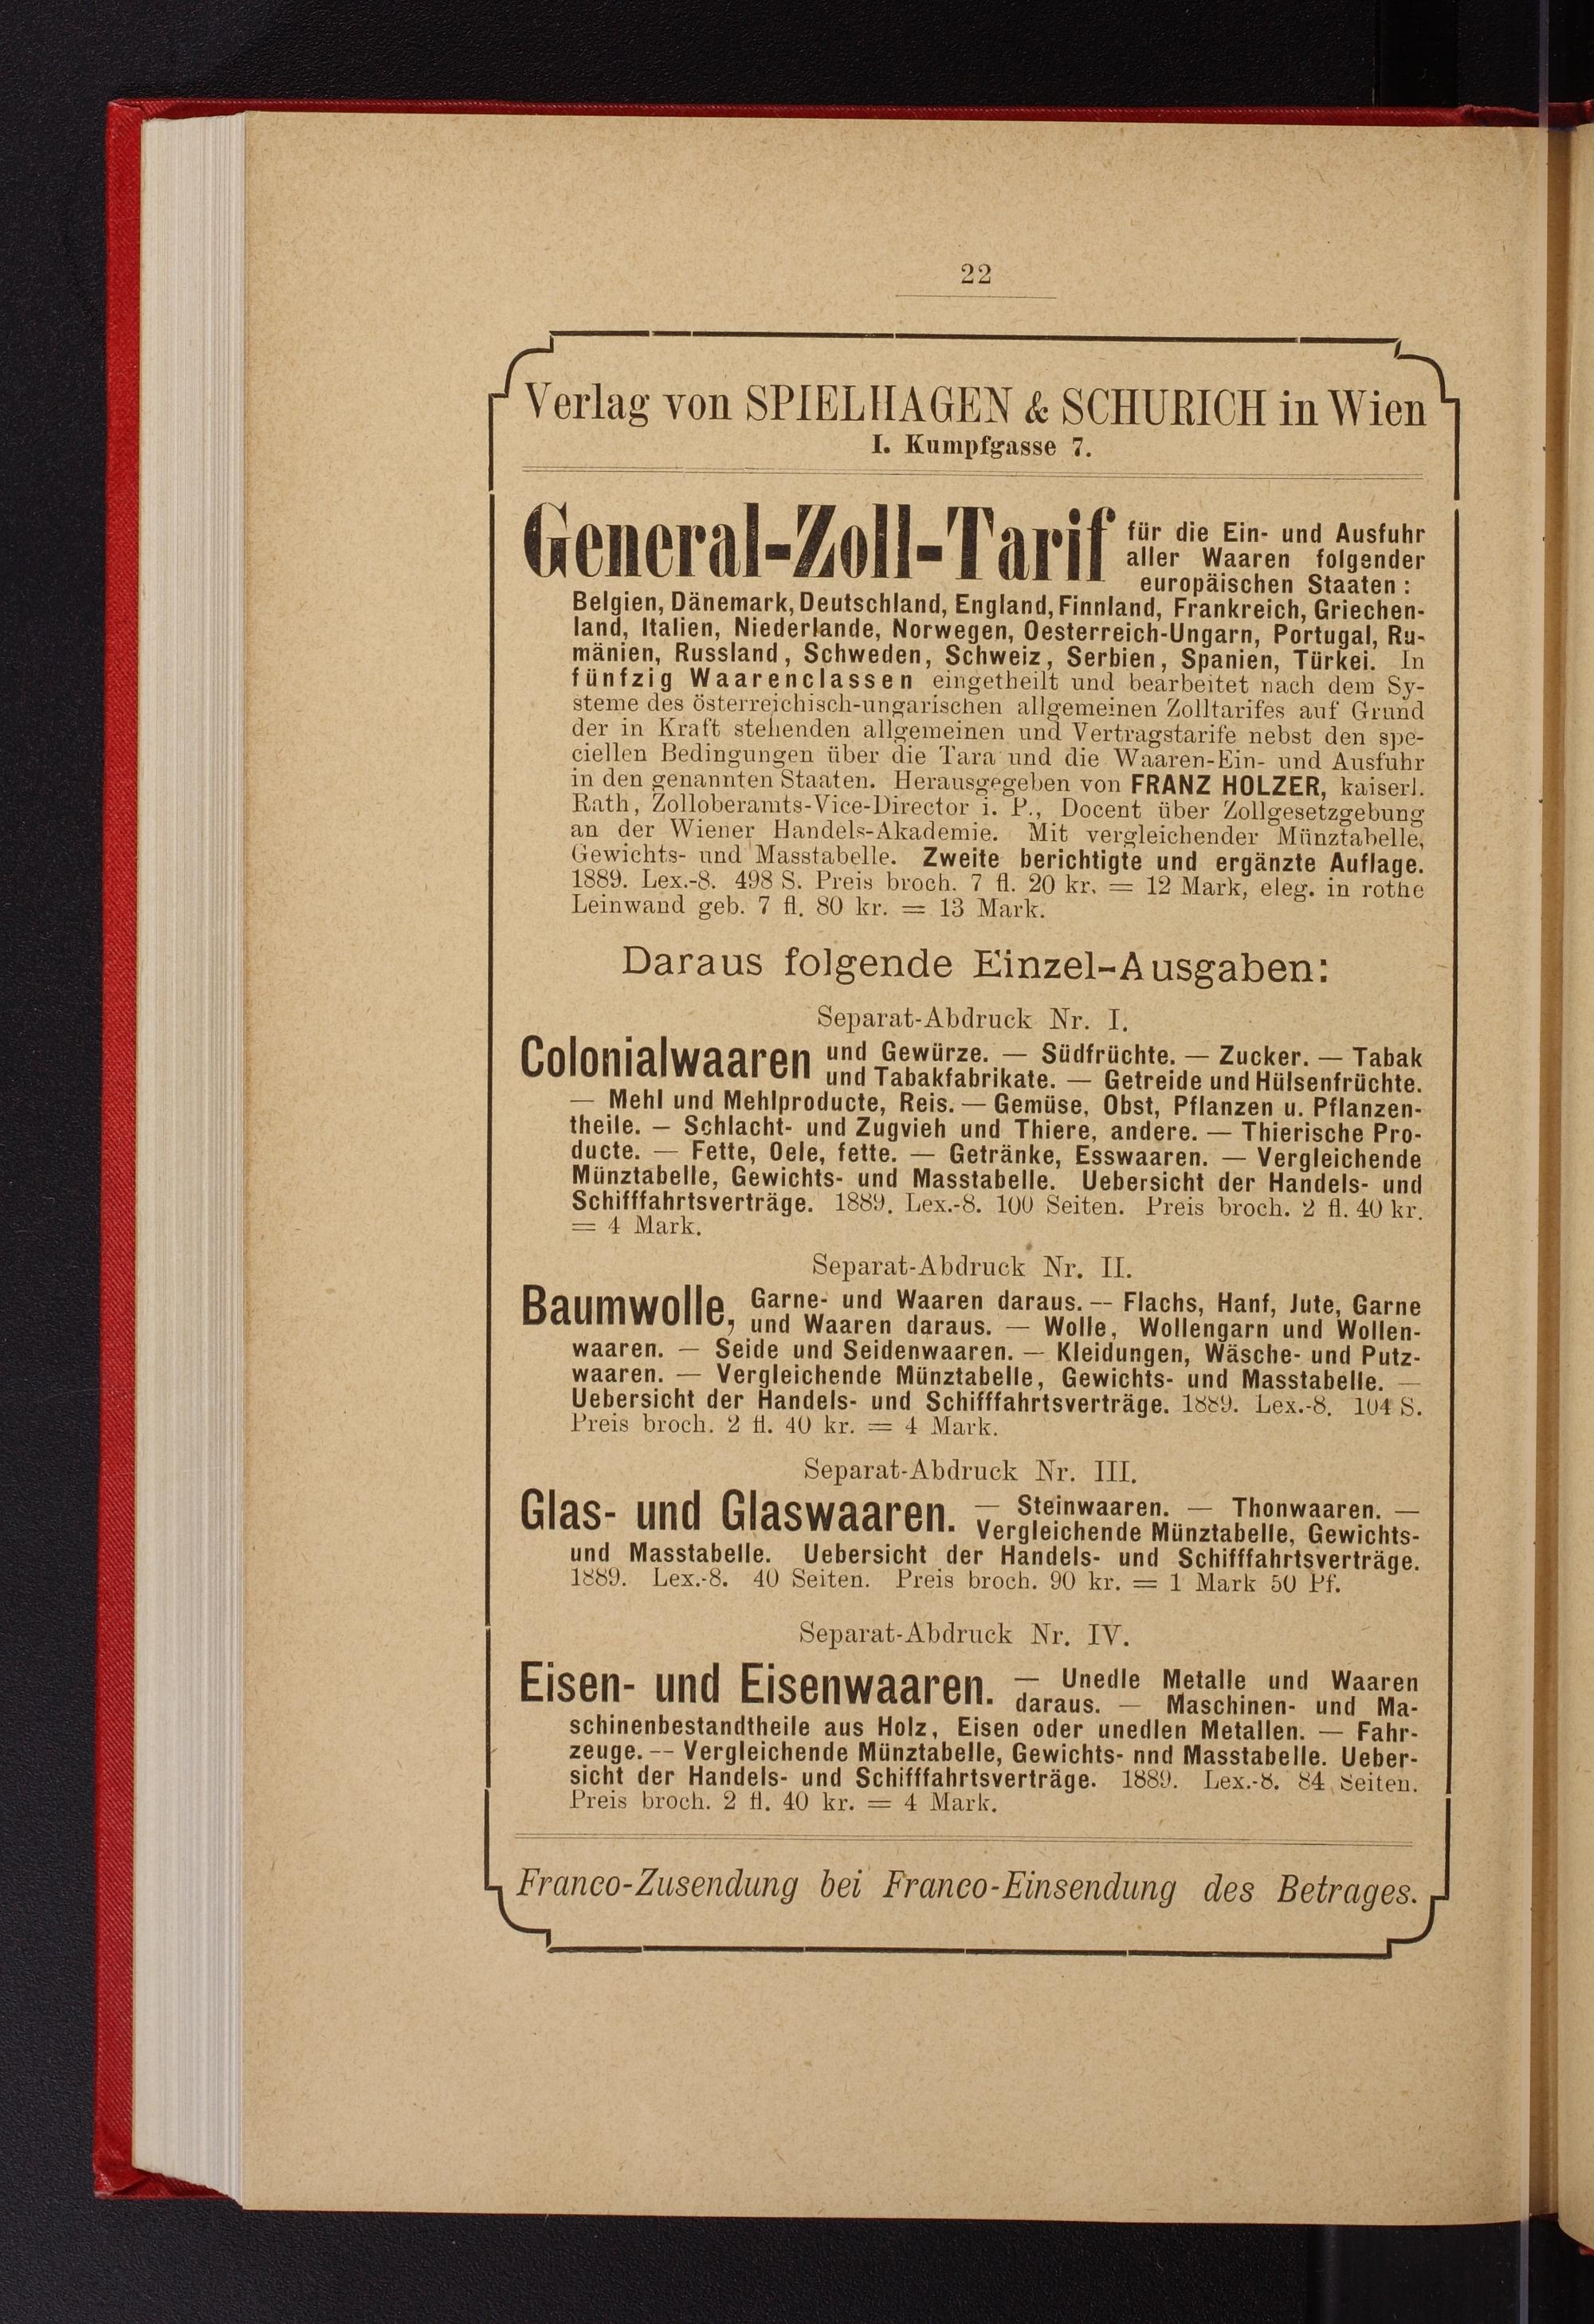 22
Verlag von SPIELHAGEN & SCHURICH in Wien
I. Kumpfgasse 7.
General-Zoll-Tarif für die Ein- und Ausfuhr
aller Waaren folgender
europäischen Staaten:
Belgien, Dänemark, Deutschland, England, Finnland, Frankreich, Griechen-
land, Italien, Niederlande, Norwegen, Oesterreich-Ungarn, Portugal, Ru-
mänien, Russland, Schweden, Schweiz, Serbien, Spanien, Türkei. In
fünfzig Waarenclassen eingetheilt und bearbeitet nach dem Sy-
steme des österreichisch-ungarischen allgemeinen Zolltarifes auf Grund
der in Kraft stehenden allgemeinen und Vertragstarife nebst den spe-
ciellen Bedingungen über die Tara und die Waaren-Ein- und Ausfuhr
in den genannten Staaten. Herausgegeben von FRANZ HOLZER, kaiserl.
Rath, Zolloberamts-Vice-Director i. P., Docent über Zollgesetzgebung
an der Wiener Handels-Akademie. Mit vergleichender Münztabelle,
Gewichts- und Masstabelle. Zweite berichtigte und ergänzte Auflage.
1889. Lex.-8. 498 S. Preis broch. 7 fl. 20 kr. = 12 Mark, eleg. in rothe
Leinwand geb. 7 fl. 80 kr. = 13 Mark.
Daraus folgende Einzel-Ausgaben:
Separat-Abdruck Nr. I.
Colonialwaaren und Gewürze. — Südfrüchte. — Zucker. — Tabak
und Tabakfabrikate. — Getreide und Hülsenfrüchte.
— Mehl und Mehlproducte, Reis. — Gemüse, Obst, Pflanzen u. Pflanzen-
theile. — Schlacht- und Zugvieh und Thiere, andere. — Thierische Pro-
ducte. — Fette, Oele, fette. — Getränke, Esswaaren. — Vergleichende
Münztabelle, Gewichts- und Masstabelle. Uebersicht der Handels- und
Schifffahrtsverträge. 1889. Lex.-8. 100 Seiten. Preis broch. 2 fl. 40 kr.
= 4 Mark.
Separat-Abdruck Nr. II.
Baumwolle, Garne- und Waaren daraus. — Flachs, Hanf, Jute, Garne
und Waaren daraus. — Wolle, Wollengarn und Wollen-
waaren. — Seide und Seidenwaaren. — Kleidungen, Wäsche- und Putz-
waaren. — Vergleichende Münztabelle, Gewichts- und Masstabelle. —
Uebersicht der Handels- und Schifffahrtsverträge. 1889. Lex.-8. 104 S.
Preis broch. 2 fl. 40 kr. = 4 Mark.
Separat-Abdruck Nr. III.
Glas- und Glaswaaren. — Steinwaaren. — Thonwaaren. —
Vergleichende Münztabelle, Gewichts-
und Masstabelle. Uebersicht der Handels- und Schifffahrtsverträge.
1889. Lex.-8. 40 Seiten. Preis broch. 90 kr. = 1 Mark 50 Pf.
Separat-Abdruck Nr. IV.
Eisen- und Eisenwaaren. — Unedle Metalle und Waaren
daraus. — Maschinen- und Ma-
schinenbestandtheile aus Holz, Eisen oder unedlen Metallen. — Fahr-
zeuge. — Vergleichende Münztabelle, Gewichts- nnd Masstabelle. Ueber-
sicht der Handels- und Schifffahrtsverträge. 1889. Lex.-8. 84 Seiten.
Preis broch. 2 fl. 40 kr. = 4 Mark.
Franco-Zusendung bei Franco-Einsendung des Betrages.